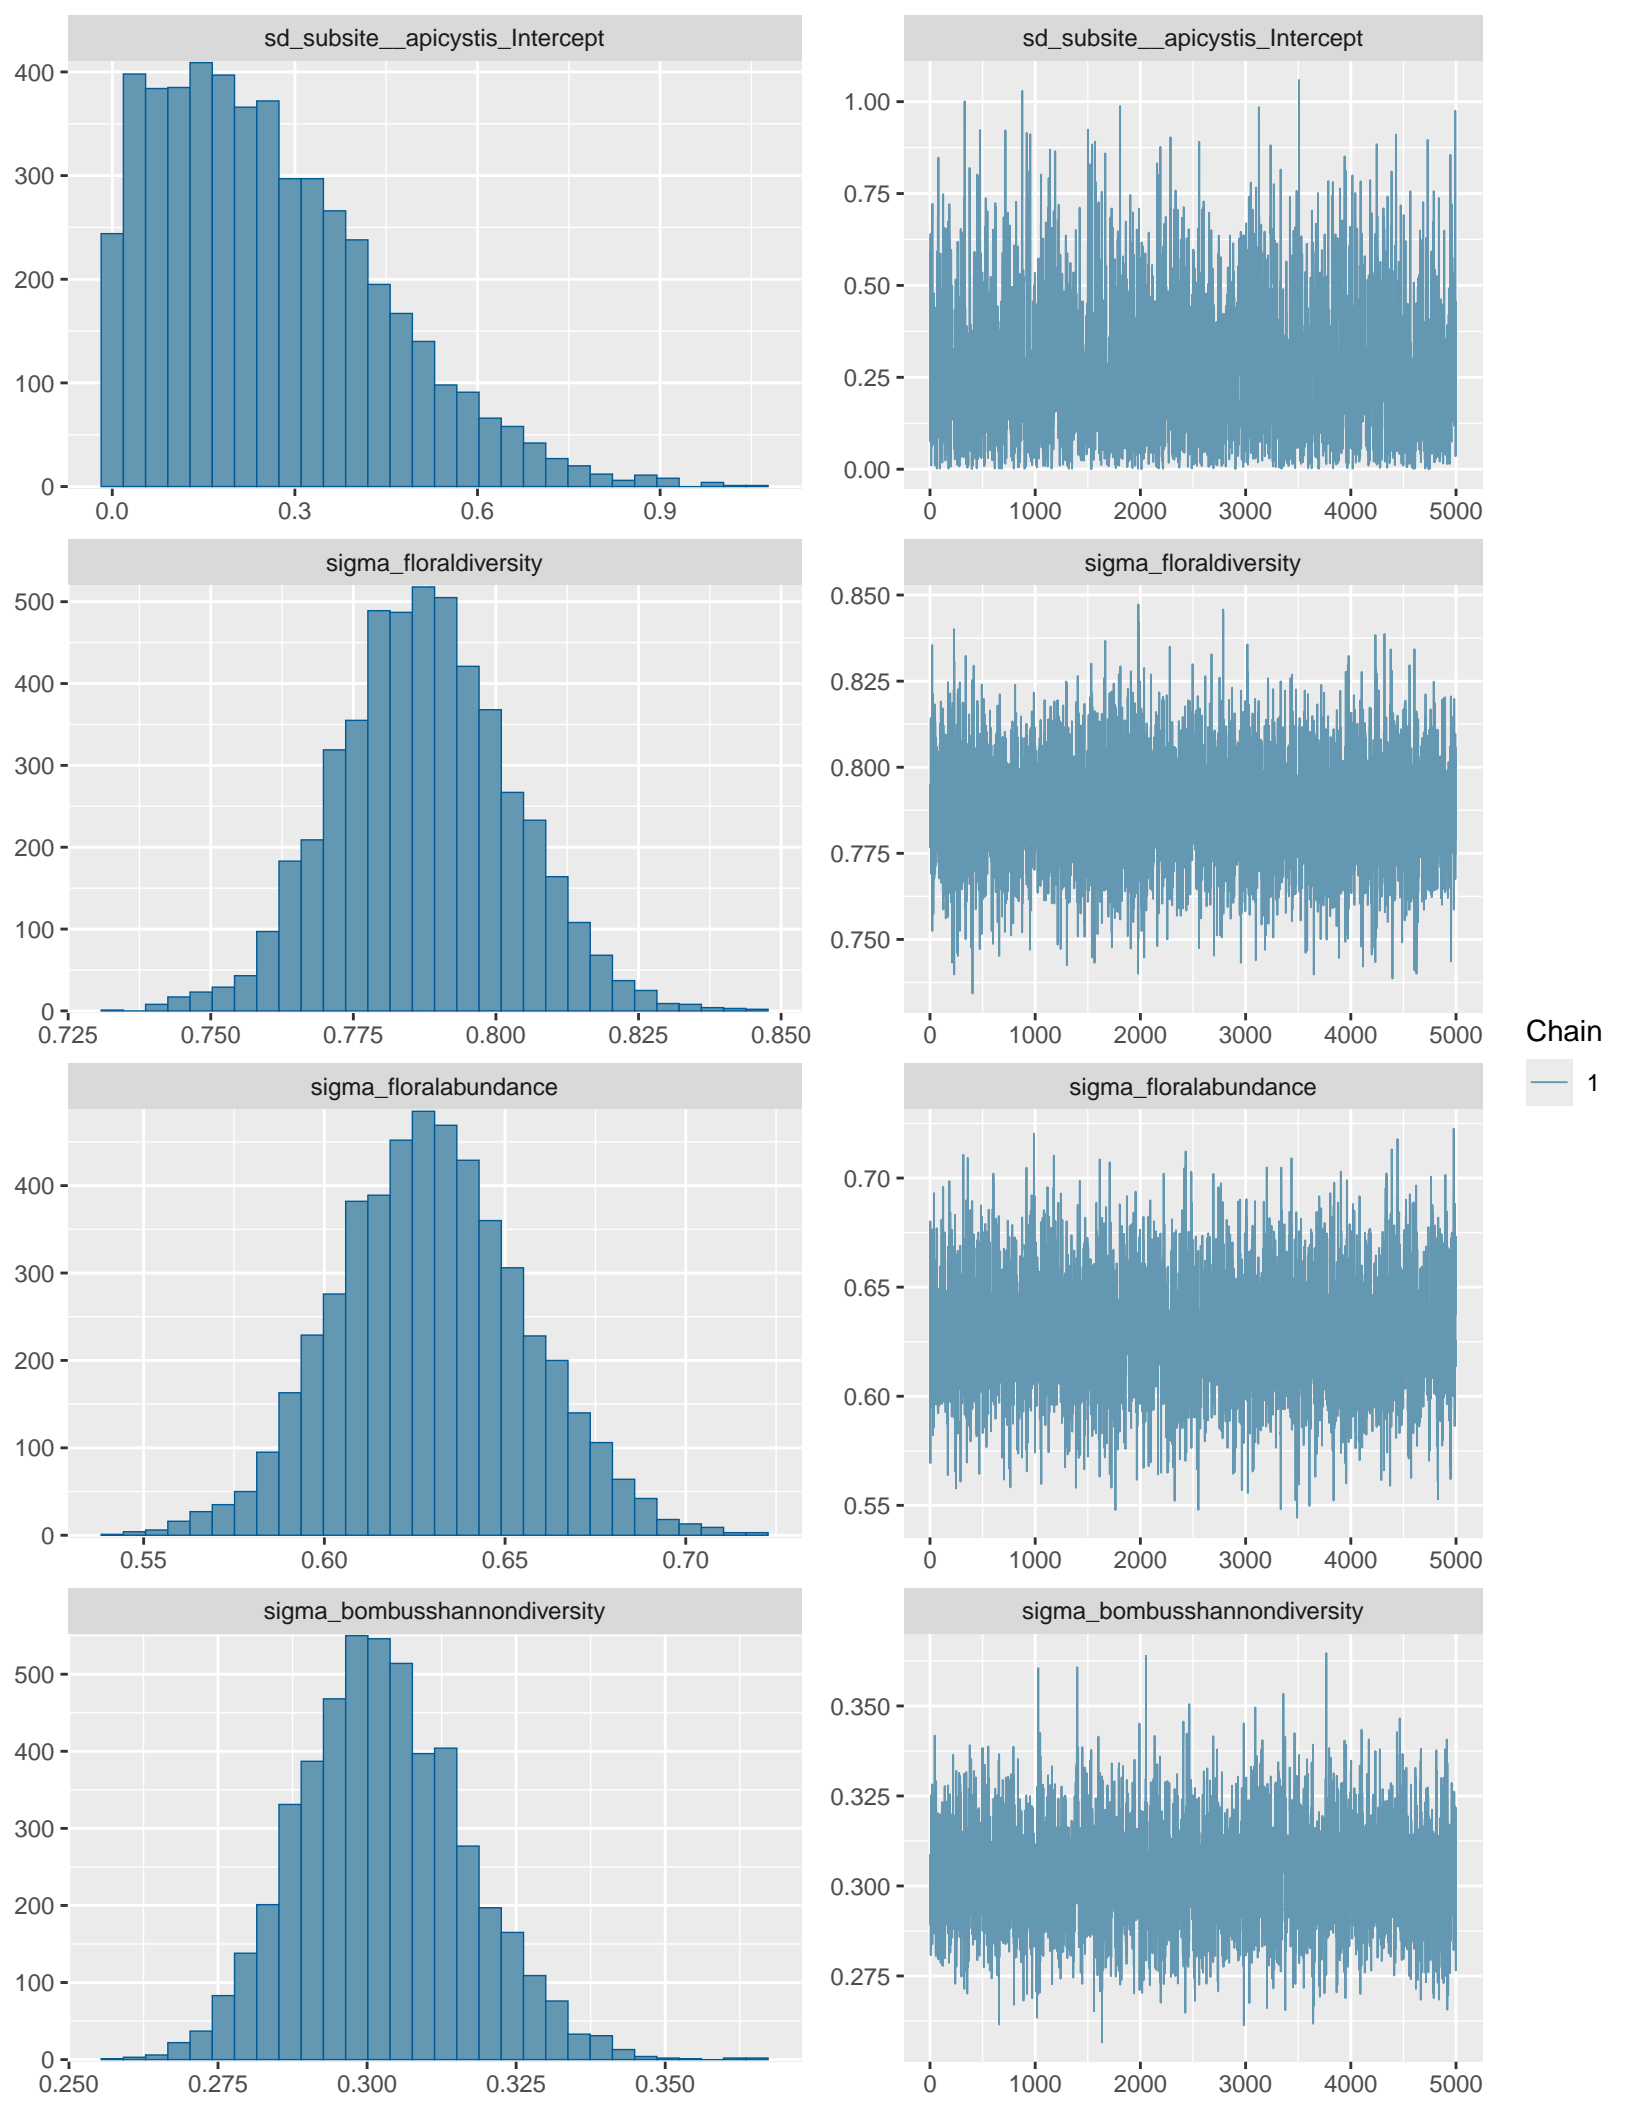 sd_subsite__apicystis_Intercept
400
300
200
100
0
0.0 0.3 0.6 0.9
sd_subsite__apicystis_Intercept
1.00
0.75
0.50
0.25
0.00
0 1000 2000 3000 4000 5000
sigma_floraldiversity
500
400
300
200
100
0
0.725 0.750 0.775 0.800 0.825 0.850
sigma_floraldiversity
0.850
0.825
0.800
0.775
0.750
0 1000 2000 3000 4000 5000
sigma_floralabundance
400
300
200
100
0
0.55 0.60 0.65 0.70
sigma_floralabundance
0.70
0.65
0.60
0.55
0 1000 2000 3000 4000 5000
sigma_bombusshannondiversity
500
400
300
200
100
0
0.250 0.275 0.300 0.325 0.350
sigma_bombusshannondiversity
0.350
0.325
0.300
0.275
0 1000 2000 3000 4000 5000
Chain
1